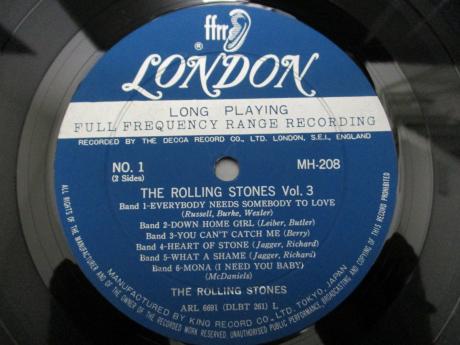 ffrr
® LONDON
LONG PLAYING
FULL FREQUENCY RANGE RECORDING
RECORDED BY THE DECCA RECORD CO., LTD. LONDON, S.E.I., ENGLAND
NO. 1 MH-208
(2 Sides)
THE ROLLING STONES Vol. 3
Band 1-EVERYBODY NEEDS SOMEBODY TO LOVE
(Russell, Burke, Wexler)
Band 2-DOWN HOME GIRL (Leiber, Butler)
Band 3-YOU CAN'T CATCH ME (Berry)
Band 4-HEART OF STONE (Jagger, Richard)
Band 5-WHAT A SHAME (Jagger, Richard)
Band 6-MONA (I NEED YOU BABY)
(McDaniels)
THE ROLLING STONES
ARL 6691 (DLBT 261) L
MANUFACTURED BY KING RECORD CO., LTD. TOKYO, JAPAN
ALL RIGHTS OF THE MANUFACTURER AND OF THE OWNER OF THE RECORDED WORK RESERVED UNAUTHORISED PUBLIC PERFORMANCE, BROADCASTING AND COPYING OF THIS RECORD PROHIBITED